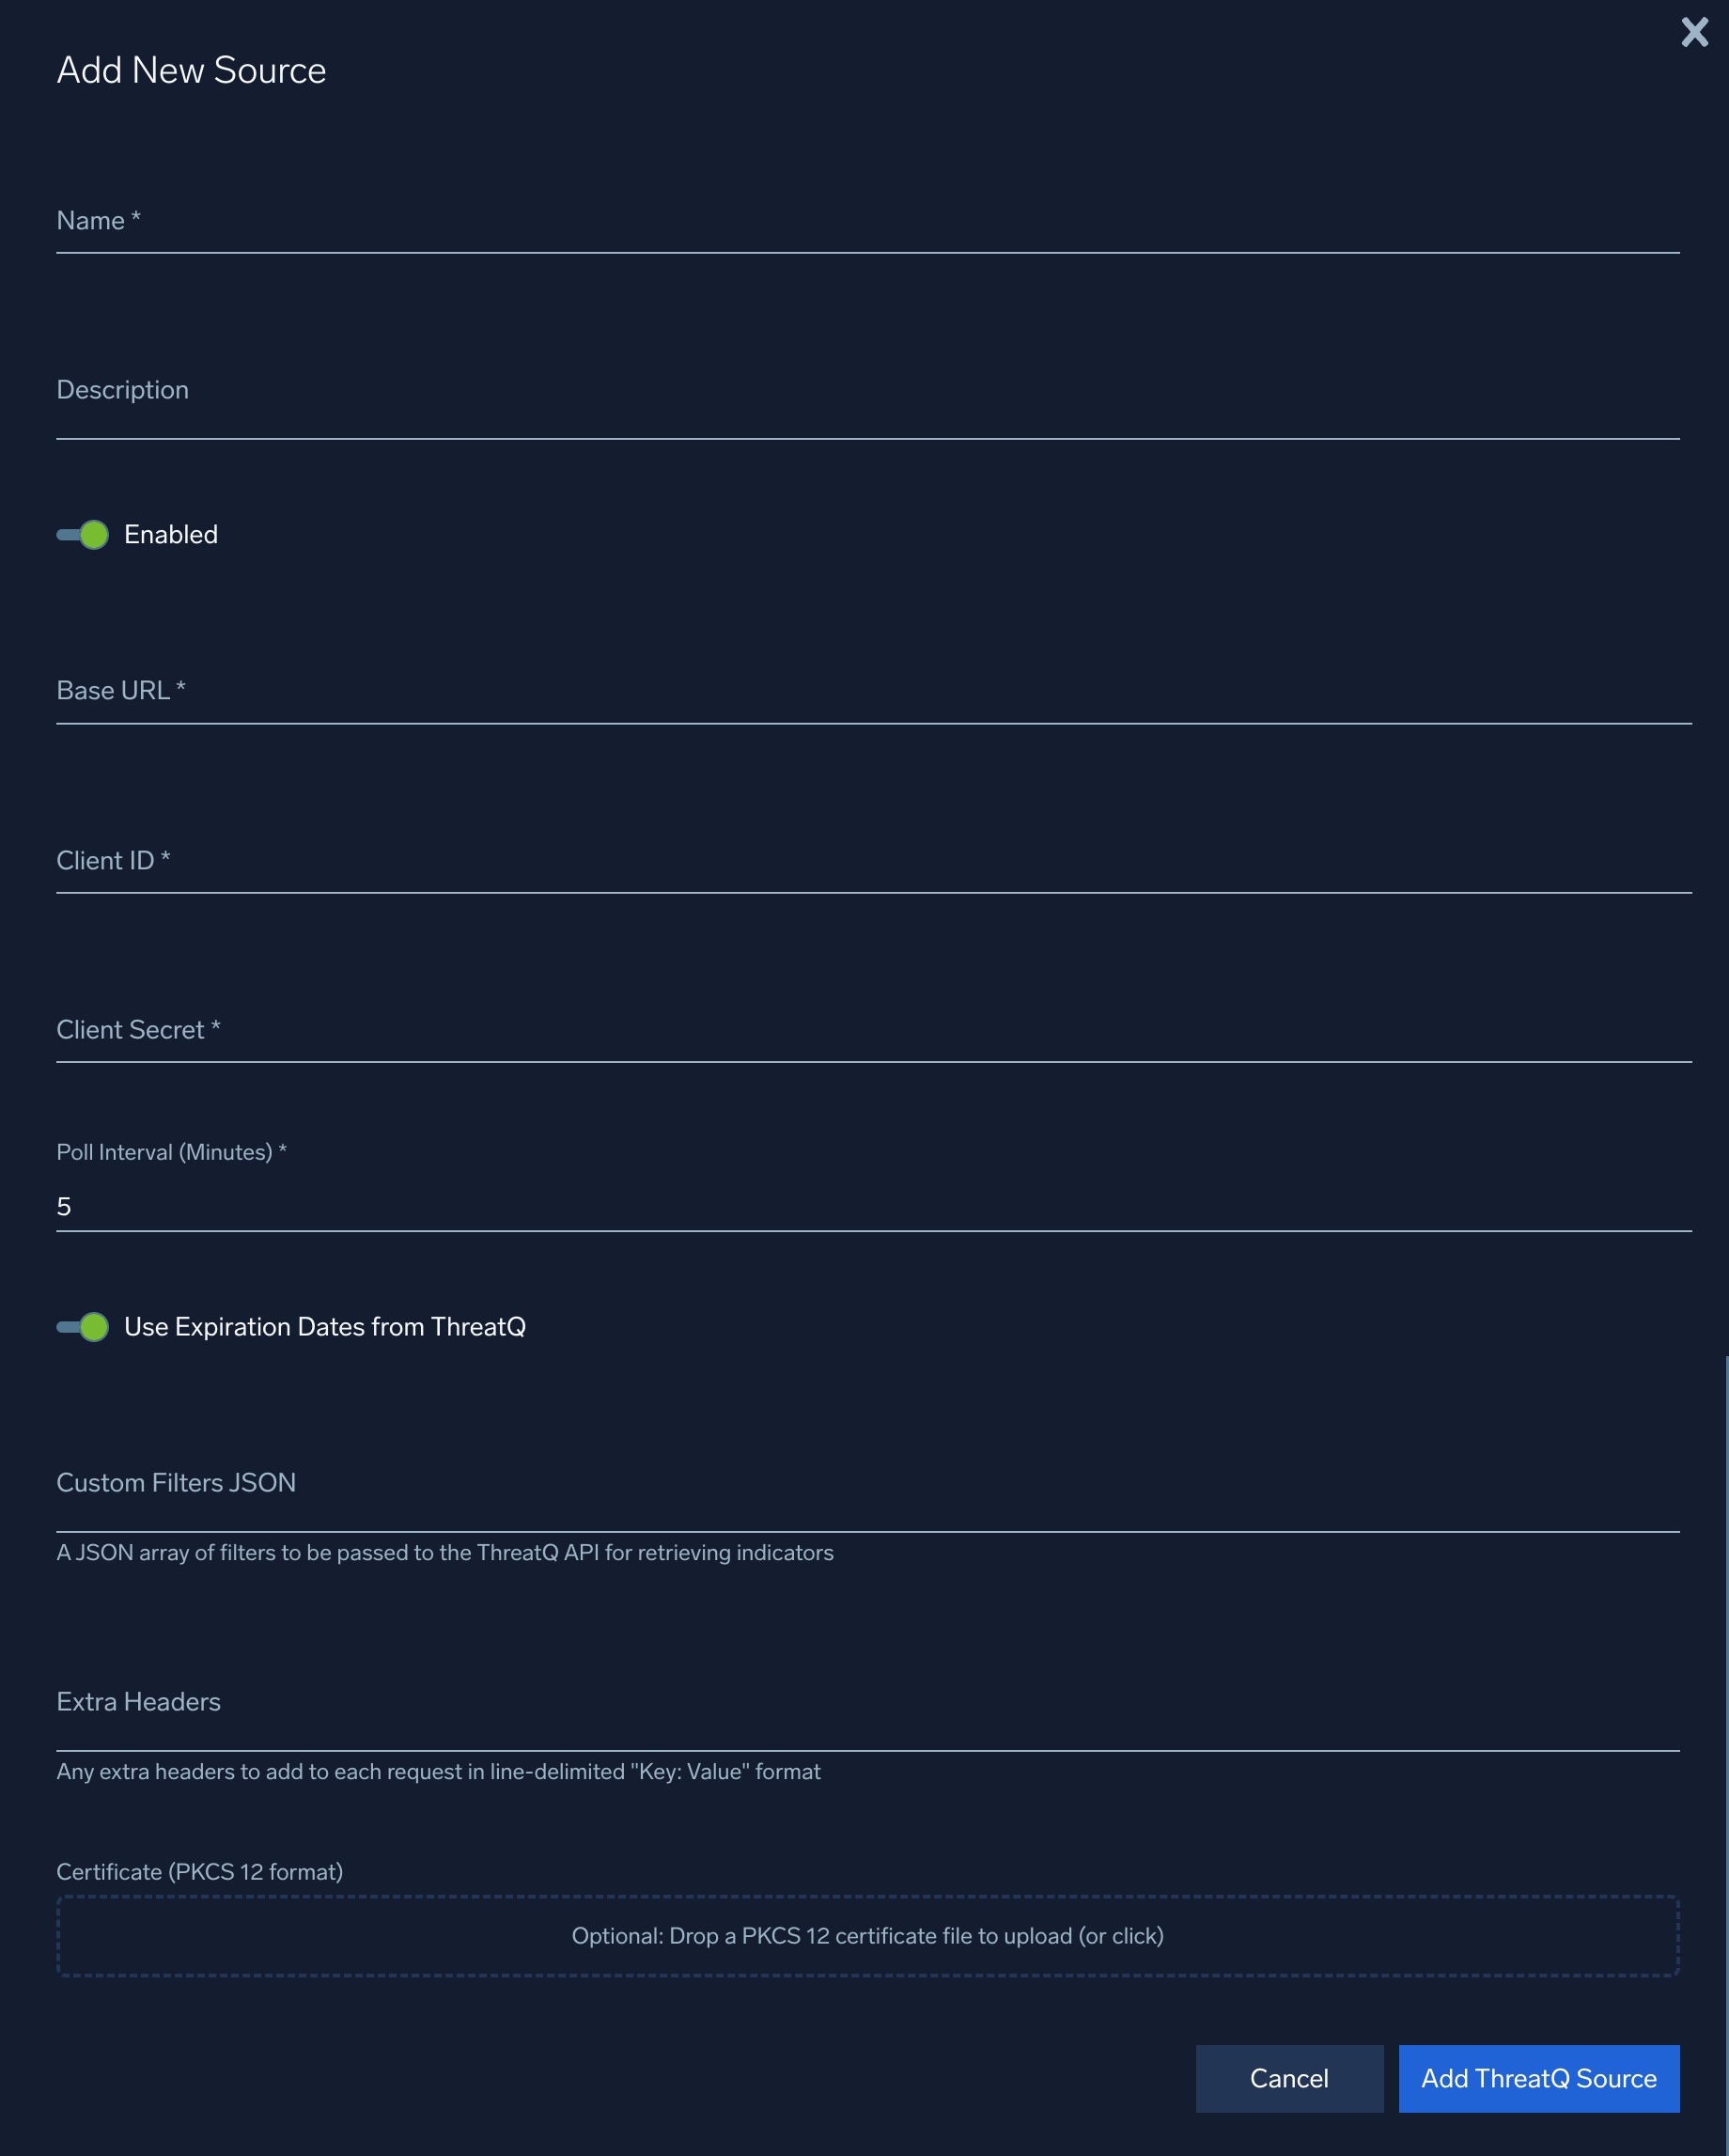 Add New Source
Name *
Description
Enabled
Base URL *
Client ID *
Client Secret *
Poll Interval (Minutes) *
5
Use Expiration Dates from ThreatQ
Custom Filters JSON
A JSON array of filters to be passed to the ThreatQ API for retrieving indicators
Extra Headers
Any extra headers to add to each request in line-delimited "Key: Value" format
Certificate (PKCS 12 format)
Optional: Drop a PKCS 12 certificate file to upload (or click)
Cancel
Add ThreatQ Source